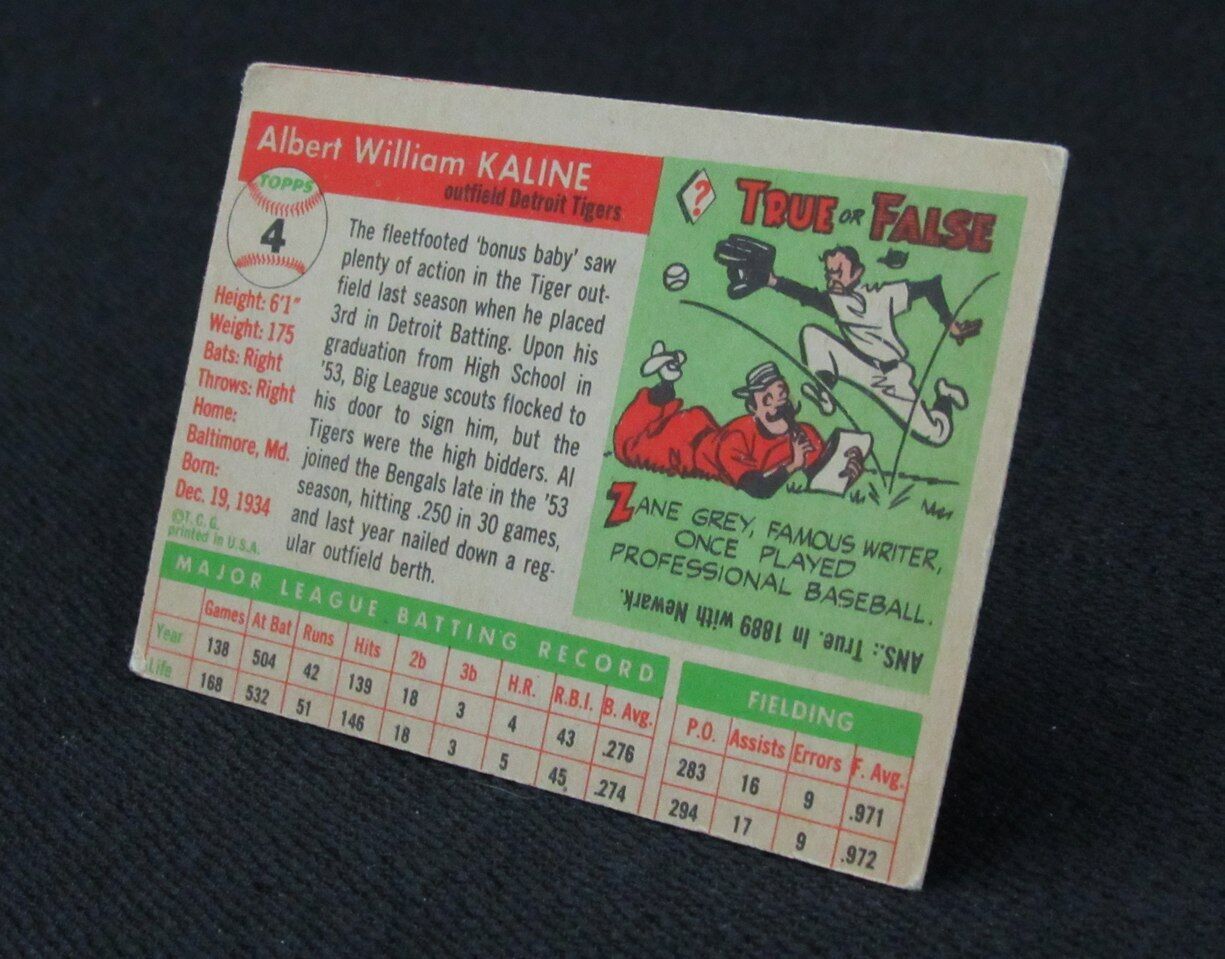 Albert William KALINE
outfield Detroit Tigers
TOPPS
4
Height: 6'1"
Weight: 175
Bats: Right
Throws: Right
Home:
Baltimore, Md.
Born:
Dec. 19, 1934
© T. C. G.
printed in U.S.A.
The fleetfooted 'bonus baby' saw
plenty of action in the Tiger out-
field last season when he placed
3rd in Detroit Batting. Upon his
graduation from High School in
'53, Big League scouts flocked to
his door to sign him, but the
Tigers were the high bidders. Al
joined the Bengals late in the '53
season, hitting .250 in 30 games,
and last year nailed down a reg-
ular outfield berth.
?
TRUE OR FALSE
ZANE GREY, FAMOUS WRITER,
ONCE PLAYED
PROFESSIONAL BASEBALL.
ANS.: True. In 1889 with Newark.
MAJOR LEAGUE BATTING RECORD
Games At Bat Runs Hits 2b 3b H.R. R.B.I. B. Avg.
Year 138 504 42 139 18 3 4 43 .276
Life 168 532 51 146 18 3 5 45 .274
FIELDING
P.O. Assists Errors F. Avg.
283 16 9 .971
294 17 9 .972